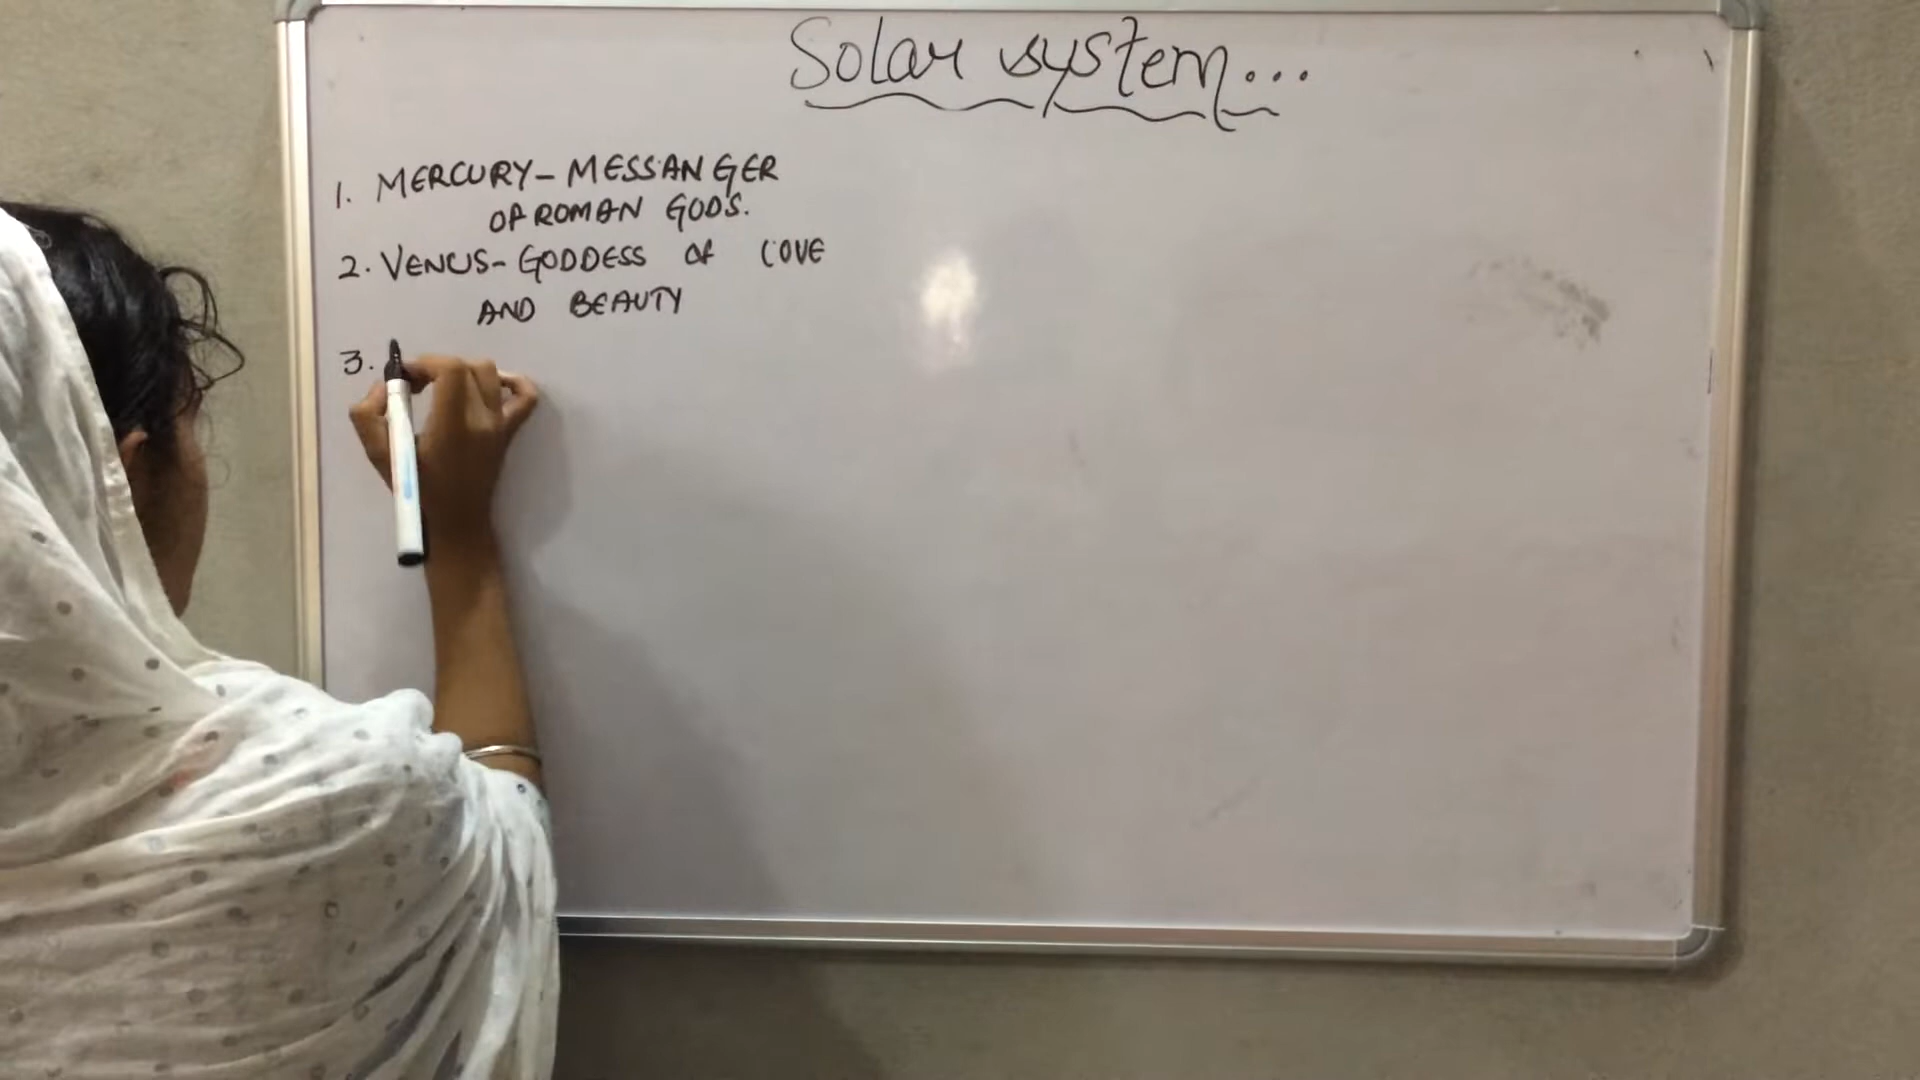 Solar system...
1. MERCURY - MESSANGER
OF ROMAN GODS.
2. VENUS - GODDESS OF LOVE
AND BEAUTY
3.